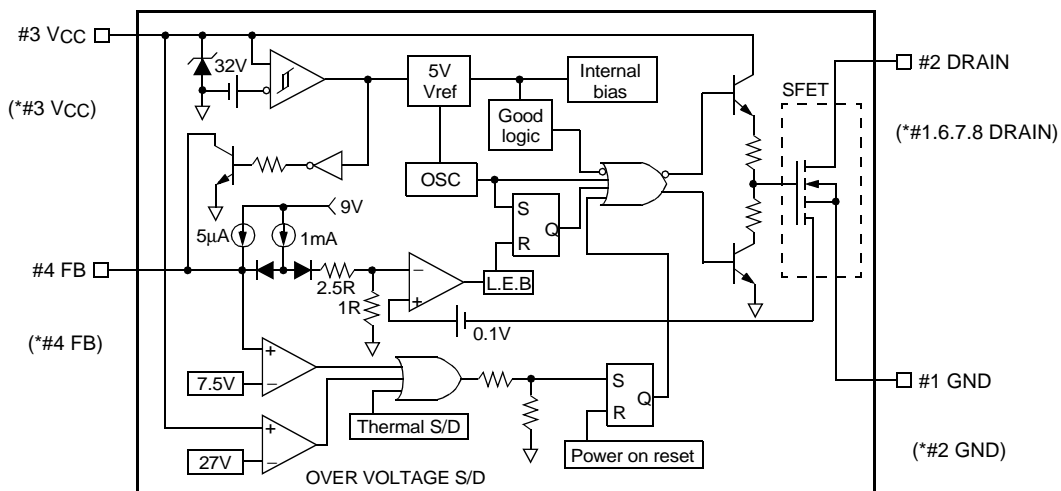 #3 VCC
32V
5V
Vref
Internal
bias
#2 DRAIN
SFET
(*#3 VCC)
Good
logic
(*#1.6.7.8 DRAIN)
OSC
9V
5μA
1mA
S
R
Q
#4 FB
2.5R
1R
−
+
L.E.B
0.1V
(*#4 FB)
+
−
7.5V
S
R
Q
#1 GND
Thermal S/D
+
−
27V
Power on reset
(*#2 GND)
OVER VOLTAGE S/D